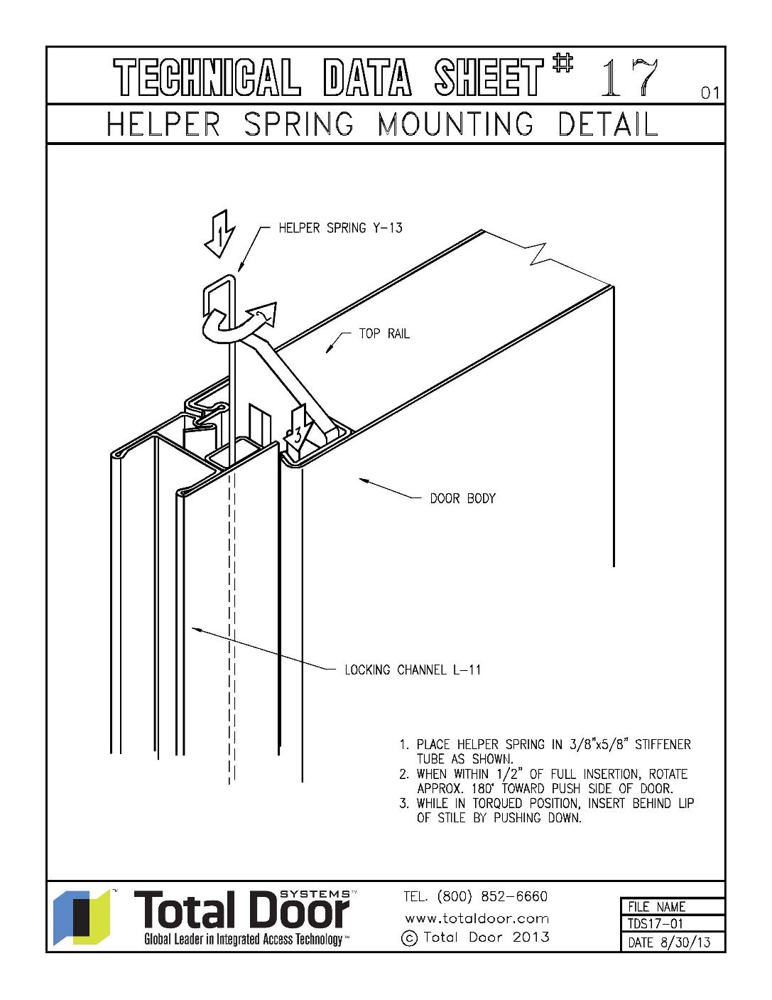 TECHNICAL DATA SHEET # 17 01
HELPER SPRING MOUNTING DETAIL
1
HELPER SPRING Y-13
2
TOP RAIL
3
DOOR BODY
LOCKING CHANNEL L-11
1. PLACE HELPER SPRING IN 3/8"x5/8" STIFFENER
TUBE AS SHOWN.
2. WHEN WITHIN 1/2" OF FULL INSERTION, ROTATE
APPROX. 180° TOWARD PUSH SIDE OF DOOR.
3. WHILE IN TORQUED POSITION, INSERT BEHIND LIP
OF STILE BY PUSHING DOWN.
™
Total Door SYSTEMS™
Global Leader in Integrated Access Technology™
TEL. (800) 852-6660
www.totaldoor.com
© Total Door 2013
FILE NAME
TDS17-01
DATE 8/30/13